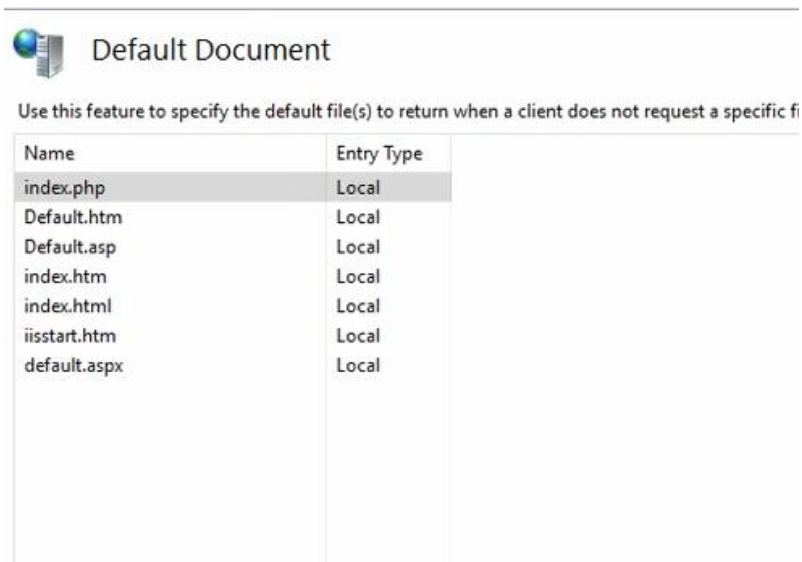 Default Document
Use this feature to specify the default file(s) to return when a client does not request a specific fi
Name Entry Type
index.php Local
Default.htm Local
Default.asp Local
index.htm Local
index.html Local
iisstart.htm Local
default.aspx Local